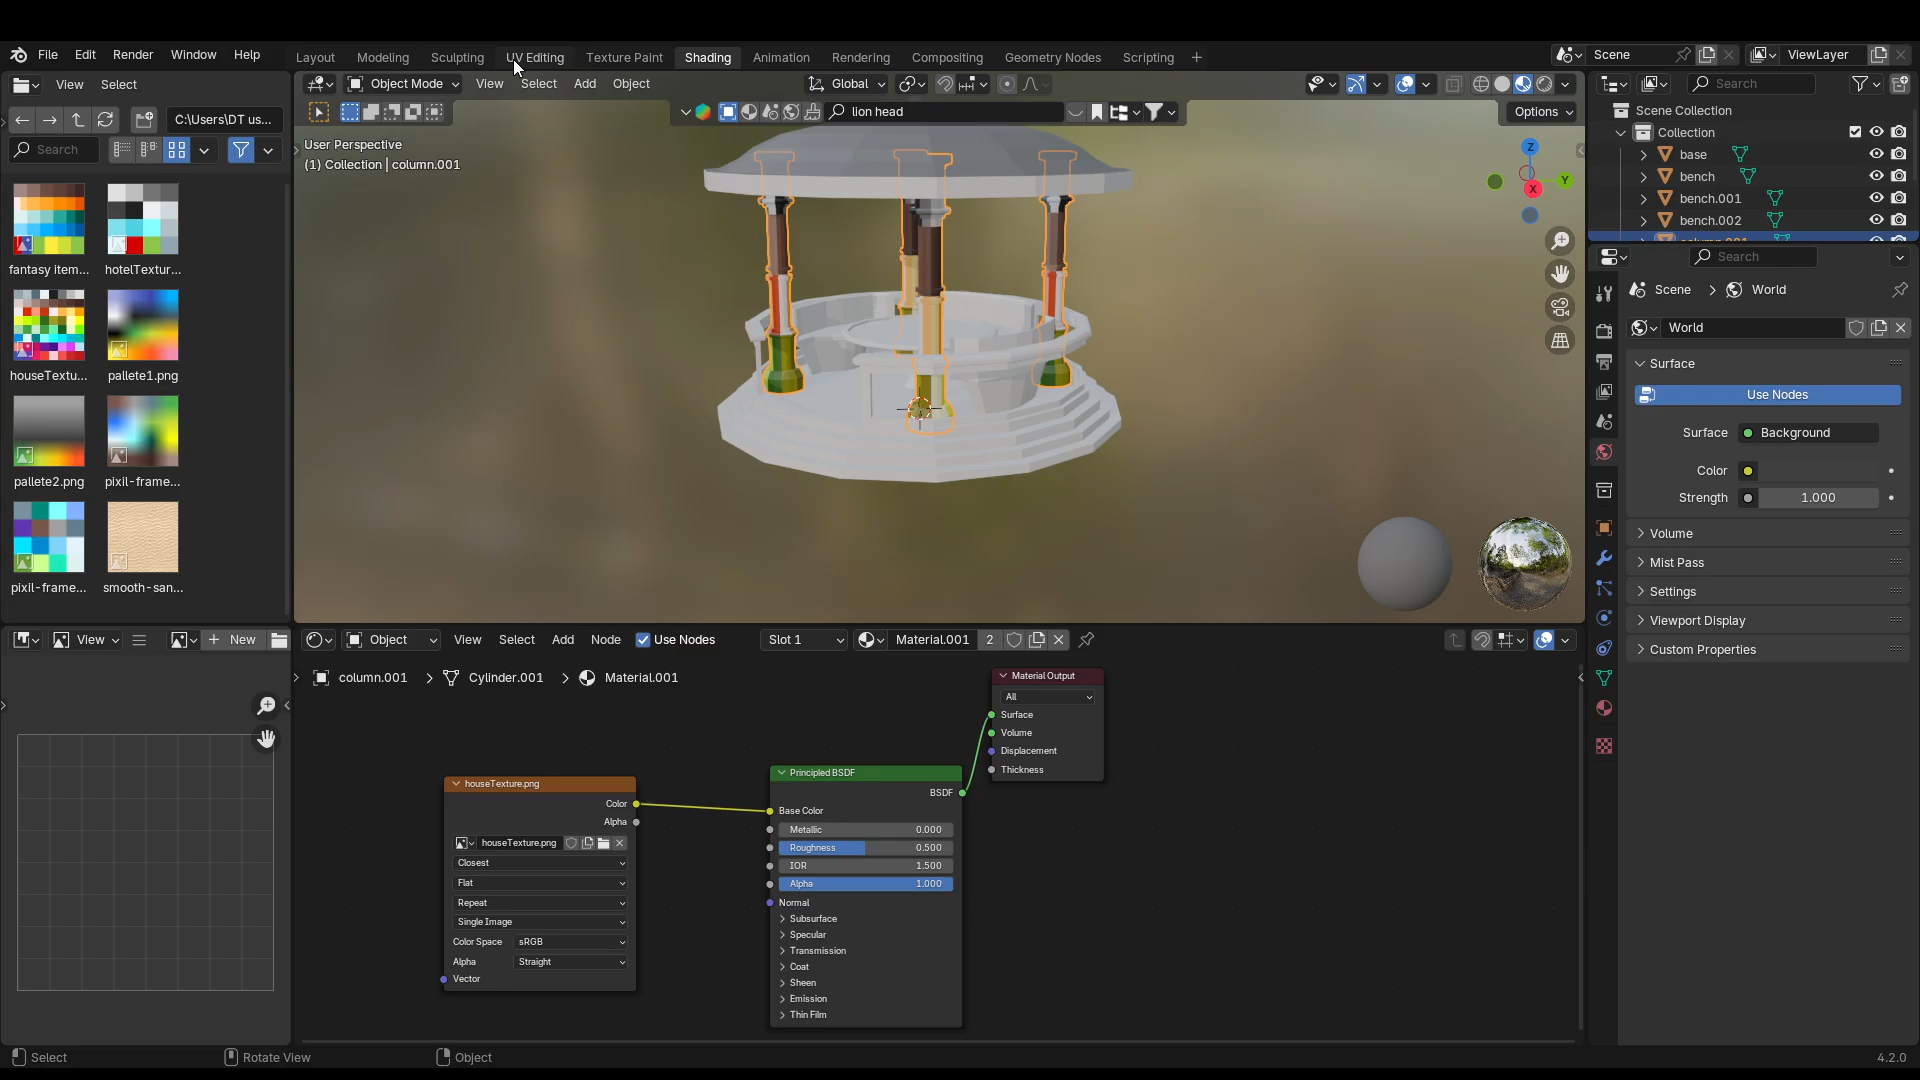 File Edit Render Window Help
Layout Modeling Sculpting UV Editing Texture Paint Shading Animation Rendering Compositing Geometry Nodes Scripting +
Scene
ViewLayer
View Select
Object Mode View Select Add Object
Global
Search
C:\Users\DT us...
lion head
Options
Scene Collection
Collection
base
bench
bench.001
bench.002
column.001
User Perspective
(1) Collection | column.001
Z
Y
X
Search
fantasy item...
hotelTextur...
houseTextu...
pallete1.png
pallete2.png
pixil-frame...
pixil-frame...
smooth-san...
Search
Scene > World
World
Surface
Use Nodes
Surface Background
Color
Strength 1.000
Volume
Mist Pass
Settings
Viewport Display
Custom Properties
View
New
Object View Select Add Node Use Nodes
Slot 1
Material.001 2
column.001 > Cylinder.001 > Material.001
houseTexture.png
Color
Alpha
houseTexture.png
Closest
Flat
Repeat
Single Image
Color Space sRGB
Alpha Straight
Vector
Principled BSDF
BSDF
Base Color
Metallic 0.000
Roughness 0.500
IOR 1.500
Alpha 1.000
Normal
Subsurface
Specular
Transmission
Coat
Sheen
Emission
Thin Film
Material Output
All
Surface
Volume
Displacement
Thickness
Select
Rotate View
Object
4.2.0